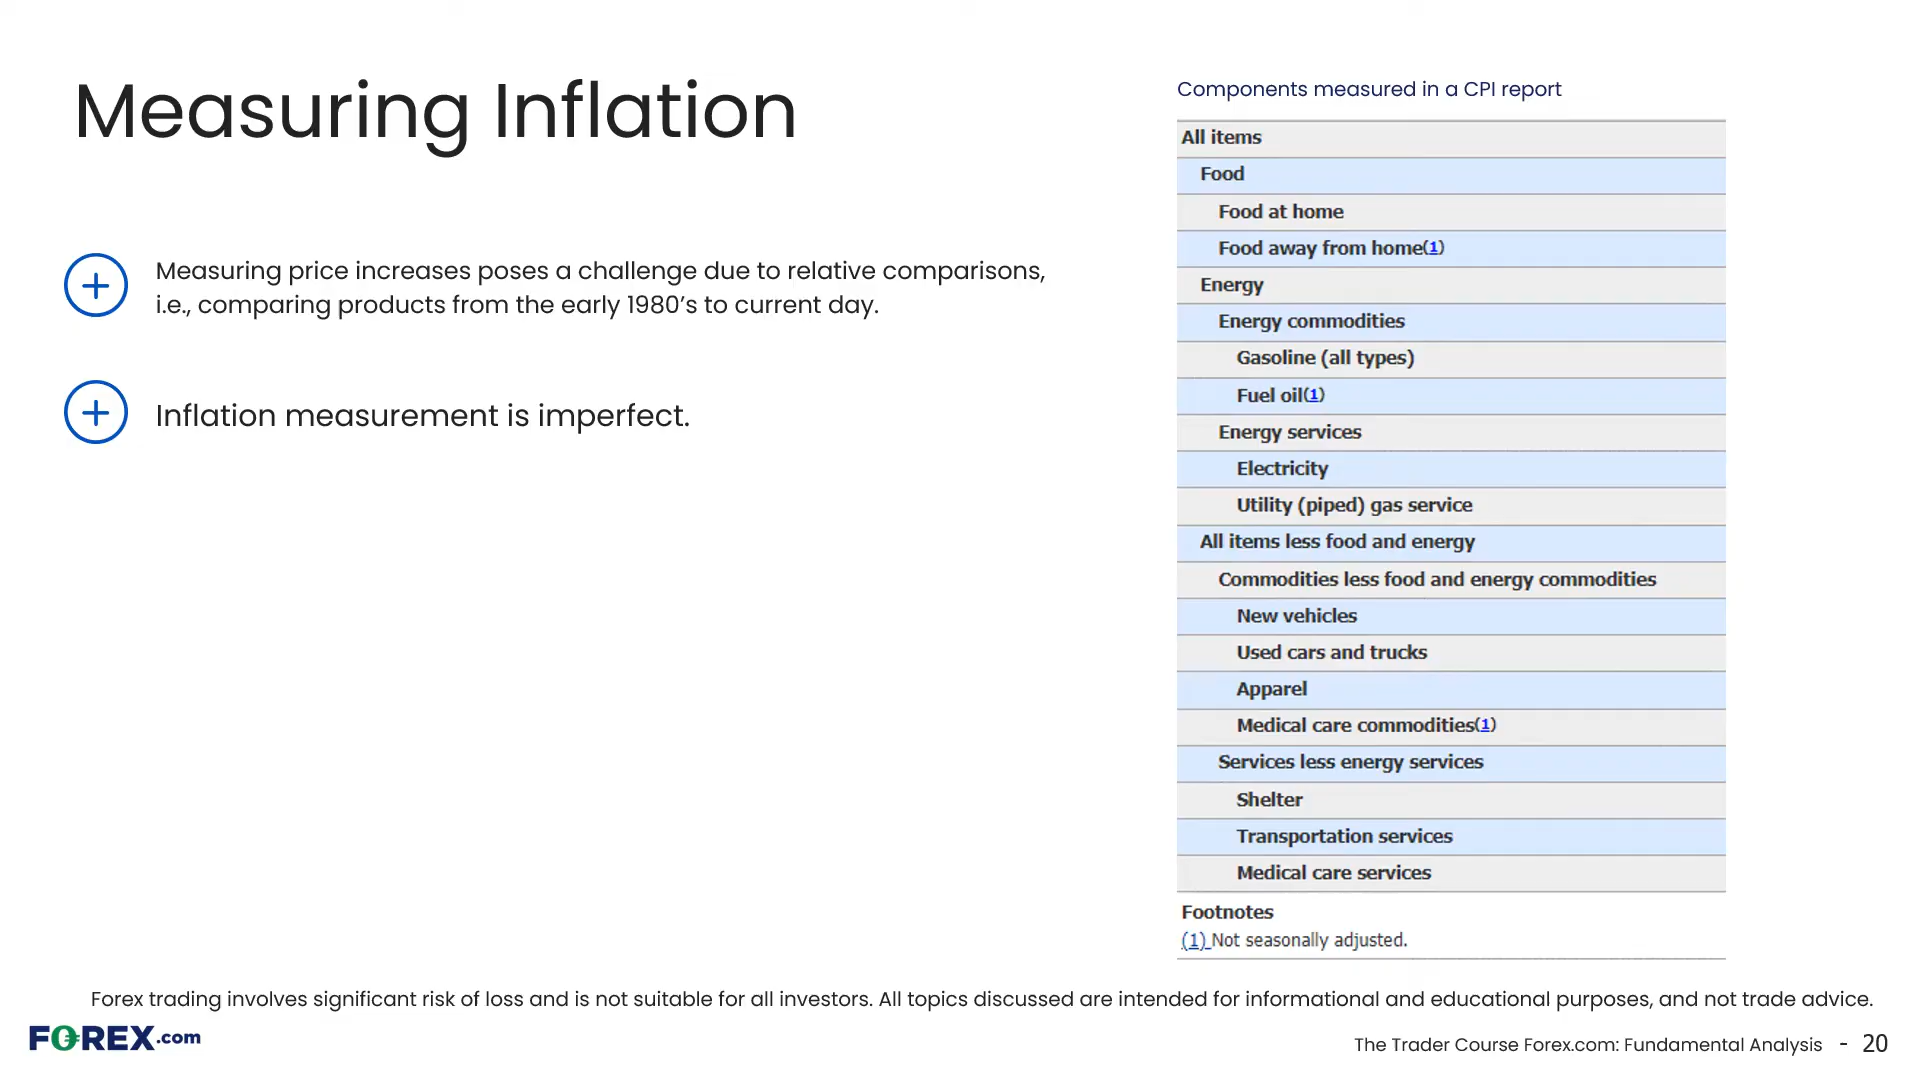 Measuring Inflation
Measuring price increases poses a challenge due to relative comparisons,
i.e., comparing products from the early 1980’s to current day.
Inflation measurement is imperfect.
Components measured in a CPI report
All items
Food
Food at home
Food away from home(1)
Energy
Energy commodities
Gasoline (all types)
Fuel oil(1)
Energy services
Electricity
Utility (piped) gas service
All items less food and energy
Commodities less food and energy commodities
New vehicles
Used cars and trucks
Apparel
Medical care commodities(1)
Services less energy services
Shelter
Transportation services
Medical care services
Footnotes
(1) Not seasonally adjusted.
Forex trading involves significant risk of loss and is not suitable for all investors. All topics discussed are intended for informational and educational purposes, and not trade advice.
FOREX.com
The Trader Course Forex.com: Fundamental Analysis - 20